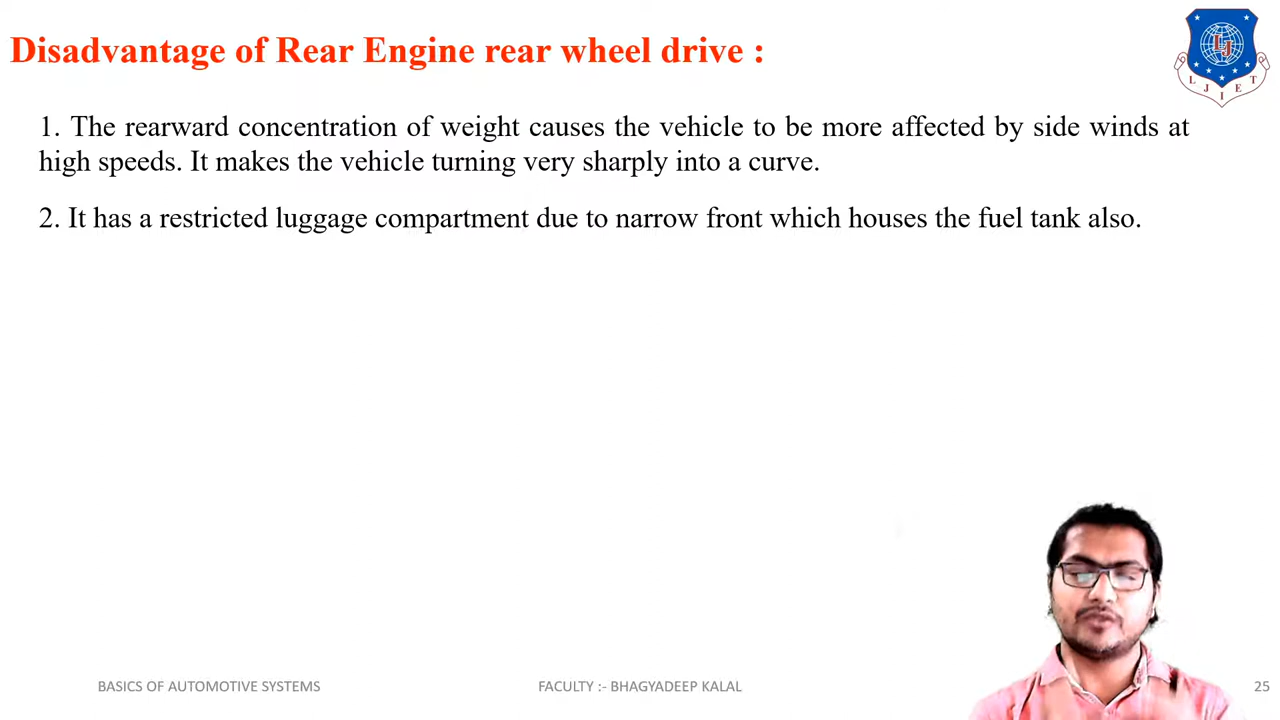 Disadvantage of Rear Engine rear wheel drive :
LJIET
1. The rearward concentration of weight causes the vehicle to be more affected by side winds at
high speeds. It makes the vehicle turning very sharply into a curve.
2. It has a restricted luggage compartment due to narrow front which houses the fuel tank also.
BASICS OF AUTOMOTIVE SYSTEMS
FACULTY :- BHAGYADEEP KALAL
25